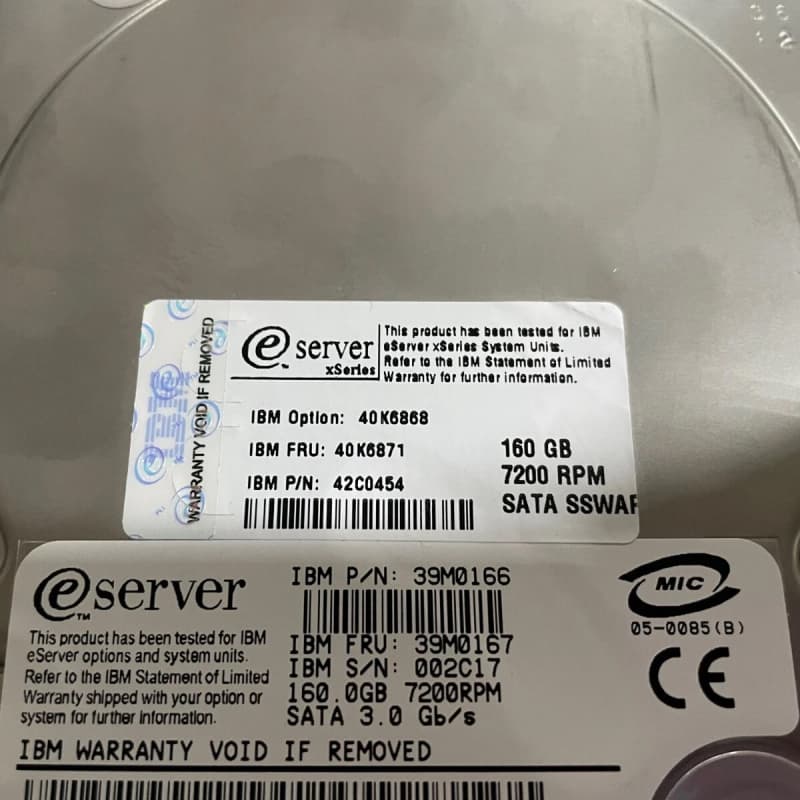 WARRANTY VOID IF REMOVED
IBM
e server
xSeries
This product has been tested for IBM
eServer xSeries System Units.
Refer to the IBM Statement of Limited
Warranty for further information.
IBM Option: 40K6868
IBM FRU: 40K6871
IBM P/N: 42C0454
160 GB
7200 RPM
SATA SSWAP
e server
TM
This product has been tested for IBM
eServer options and system units.
Refer to the IBM Statement of Limited
Warranty shipped with your option or
system for further information.
IBM P/N: 39M0166
IBM FRU: 39M0167
IBM S/N: 002C17
160.0GB 7200RPM
SATA 3.0 Gb/s
MIC
05-0085(B)
CE
IBM WARRANTY VOID IF REMOVED